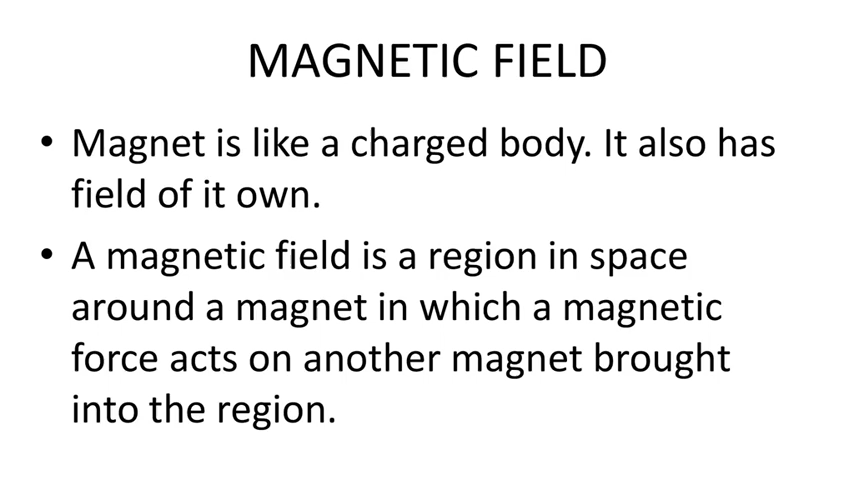 MAGNETIC FIELD
• Magnet is like a charged body. It also has
field of it own.
• A magnetic field is a region in space
around a magnet in which a magnetic
force acts on another magnet brought
into the region.